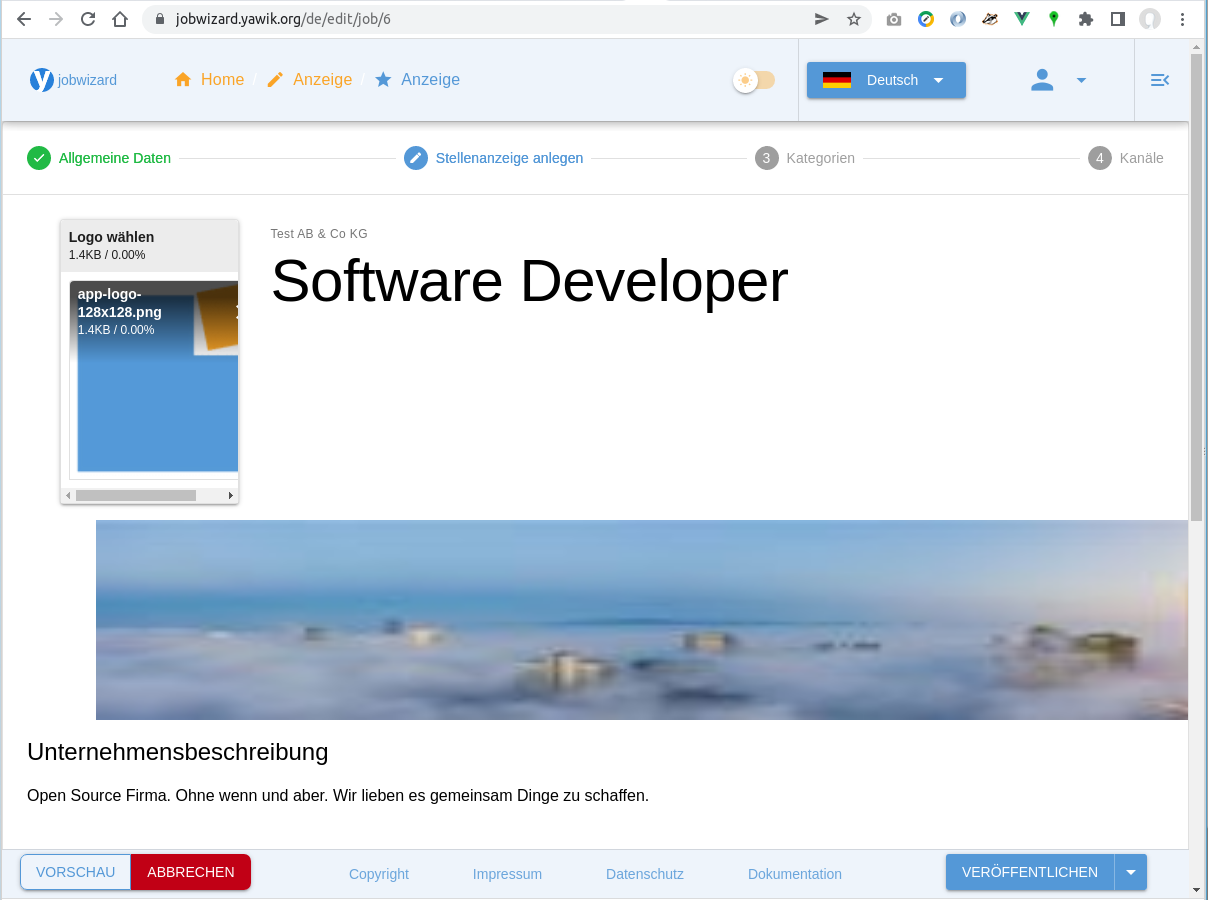 jobwizard.yawik.org/de/edit/job/6
jobwizard
Home / Anzeige / Anzeige
Deutsch
Allgemeine Daten
Stellenanzeige anlegen
3 Kategorien
4 Kanäle
Logo wählen
1.4KB / 0.00%
app-logo-
128x128.png
1.4KB / 0.00%
Test AB & Co KG
Software Developer
Unternehmensbeschreibung
Open Source Firma. Ohne wenn und aber. Wir lieben es gemeinsam Dinge zu schaffen.
VORSCHAU ABBRECHEN Copyright Impressum Datenschutz Dokumentation VERÖFFENTLICHEN